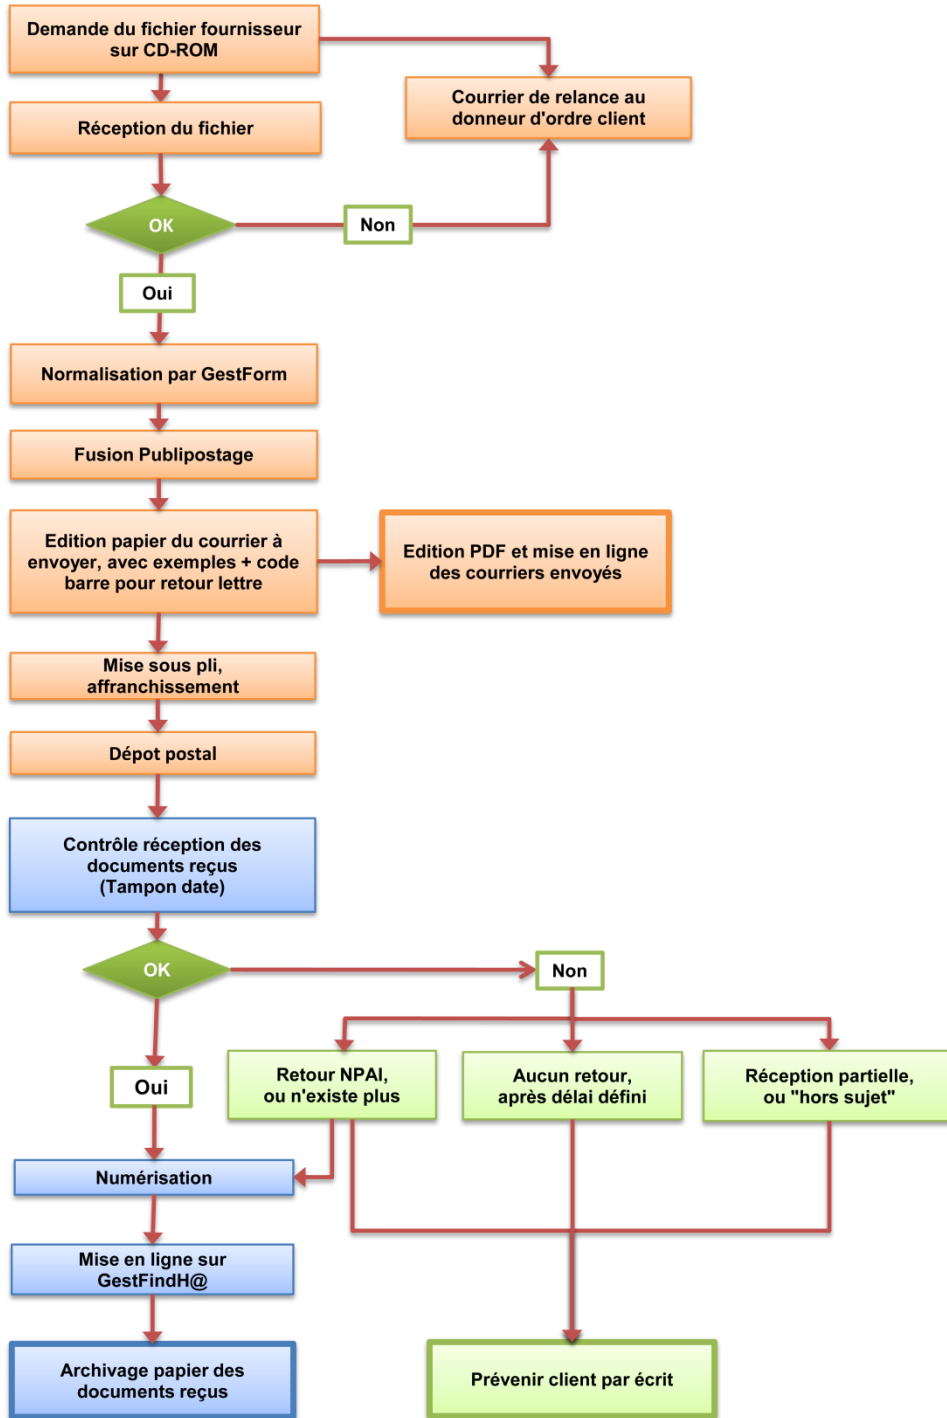 Demande du fichier fournisseur
sur CD-ROM
Courrier de relance au
donneur d'ordre client
Réception du fichier
OK
Non
Oui
Normalisation par GestForm
Fusion Publipostage
Edition papier du courrier à
envoyer, avec exemples + code
barre pour retour lettre
Edition PDF et mise en ligne
des courriers envoyés
Mise sous pli,
affranchissement
Dépot postal
Contrôle réception des
documents reçus
(Tampon date)
OK
Non
Oui
Retour NPAI,
ou n'existe plus
Aucun retour,
après délai défini
Réception partielle,
ou "hors sujet"
Numérisation
Mise en ligne sur
GestFindH@
Archivage papier des
documents reçus
Prévenir client par écrit